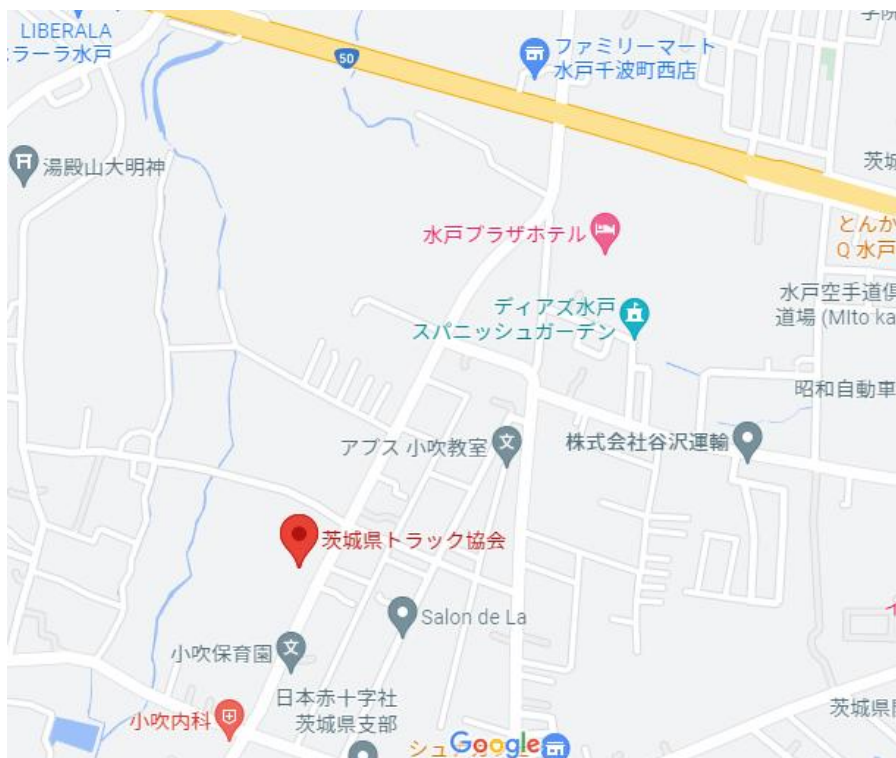 LIBERALA
ラーラ水戸
50
ファミリーマート
水戸千波町西店
湯殿山大明神
水戸プラザホテル
とんか
Q 水戸
ディアズ水戸
スパニッシュガーデン
水戸空手道倶
道場 (MIto ka
昭和自動車
アプス 小吹教室
株式会社谷沢運輸
茨城県トラック協会
Salon de La
小吹保育園
日本赤十字社
茨城県支部
小吹内科
茨城県
Google